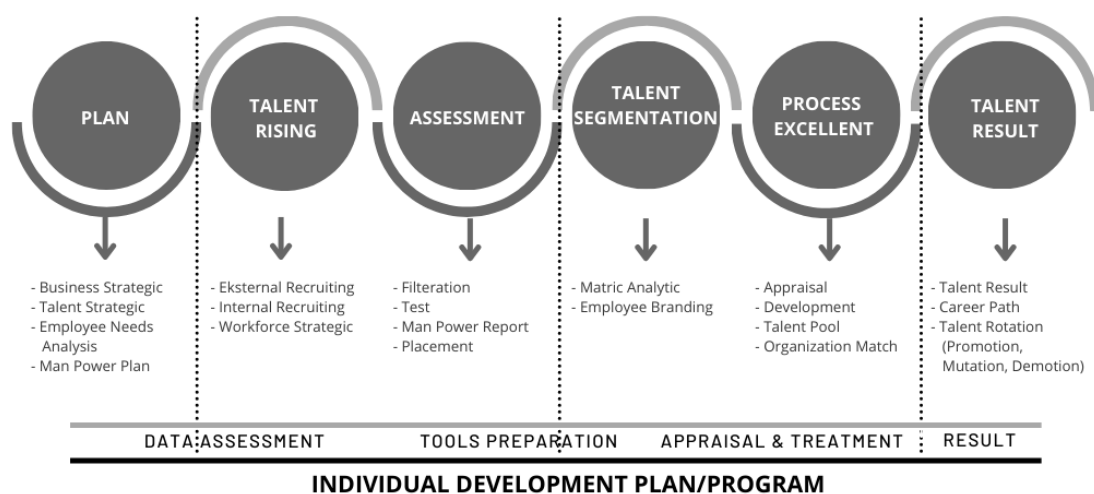 PLAN
TALENT
RISING
ASSESSMENT
TALENT
SEGMENTATION
PROCESS
EXCELLENT
TALENT
RESULT
- Business Strategic
- Talent Strategic
- Employee Needs
Analysis
- Man Power Plan
- Eksternal Recruiting
- Internal Recruiting
- Workforce Strategic
- Filteration
- Test
- Man Power Report
- Placement
- Matric Analytic
- Employee Branding
- Appraisal
- Development
- Talent Pool
- Organization Match
- Talent Result
- Career Path
- Talent Rotation
(Promotion,
Mutation, Demotion)
DATA ASSESSMENT
TOOLS PREPARATION
APPRAISAL & TREATMENT
RESULT
INDIVIDUAL DEVELOPMENT PLAN/PROGRAM